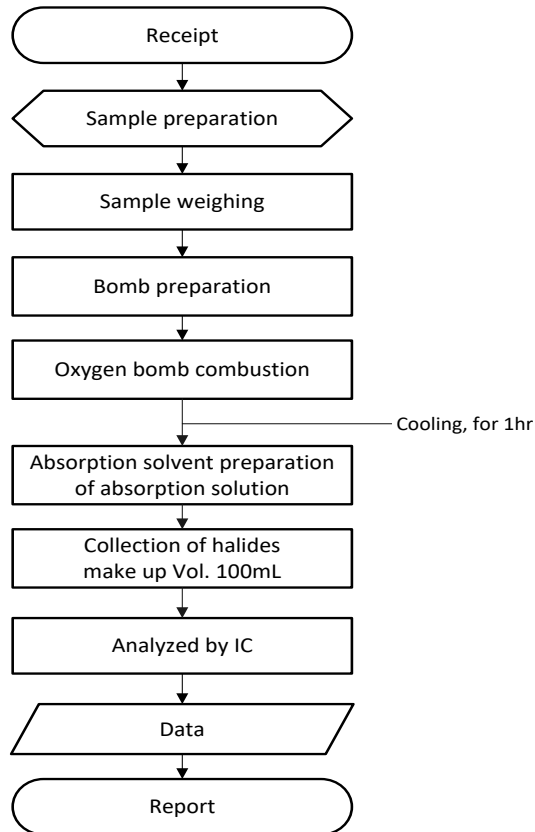 Receipt
Sample preparation
Sample weighing
Bomb preparation
Oxygen bomb combustion
Cooling, for 1hr
Absorption solvent preparation
of absorption solution
Collection of halides
make up Vol. 100mL
Analyzed by IC
Data
Report